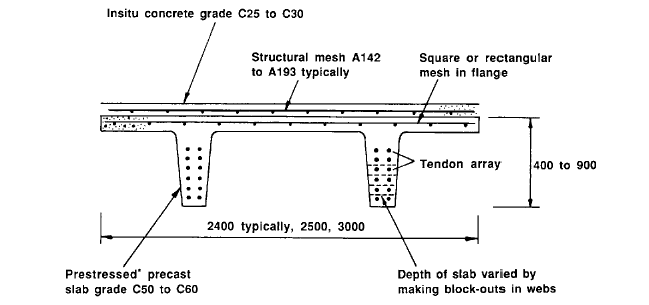 Insitu concrete grade C25 to C30
Structural mesh A142
to A193 typically
Square or rectangular
mesh in flange
Tendon array
400 to 900
2400 typically, 2500, 3000
Prestressed* precast
slab grade C50 to C60
Depth of slab varied by
making block-outs in webs